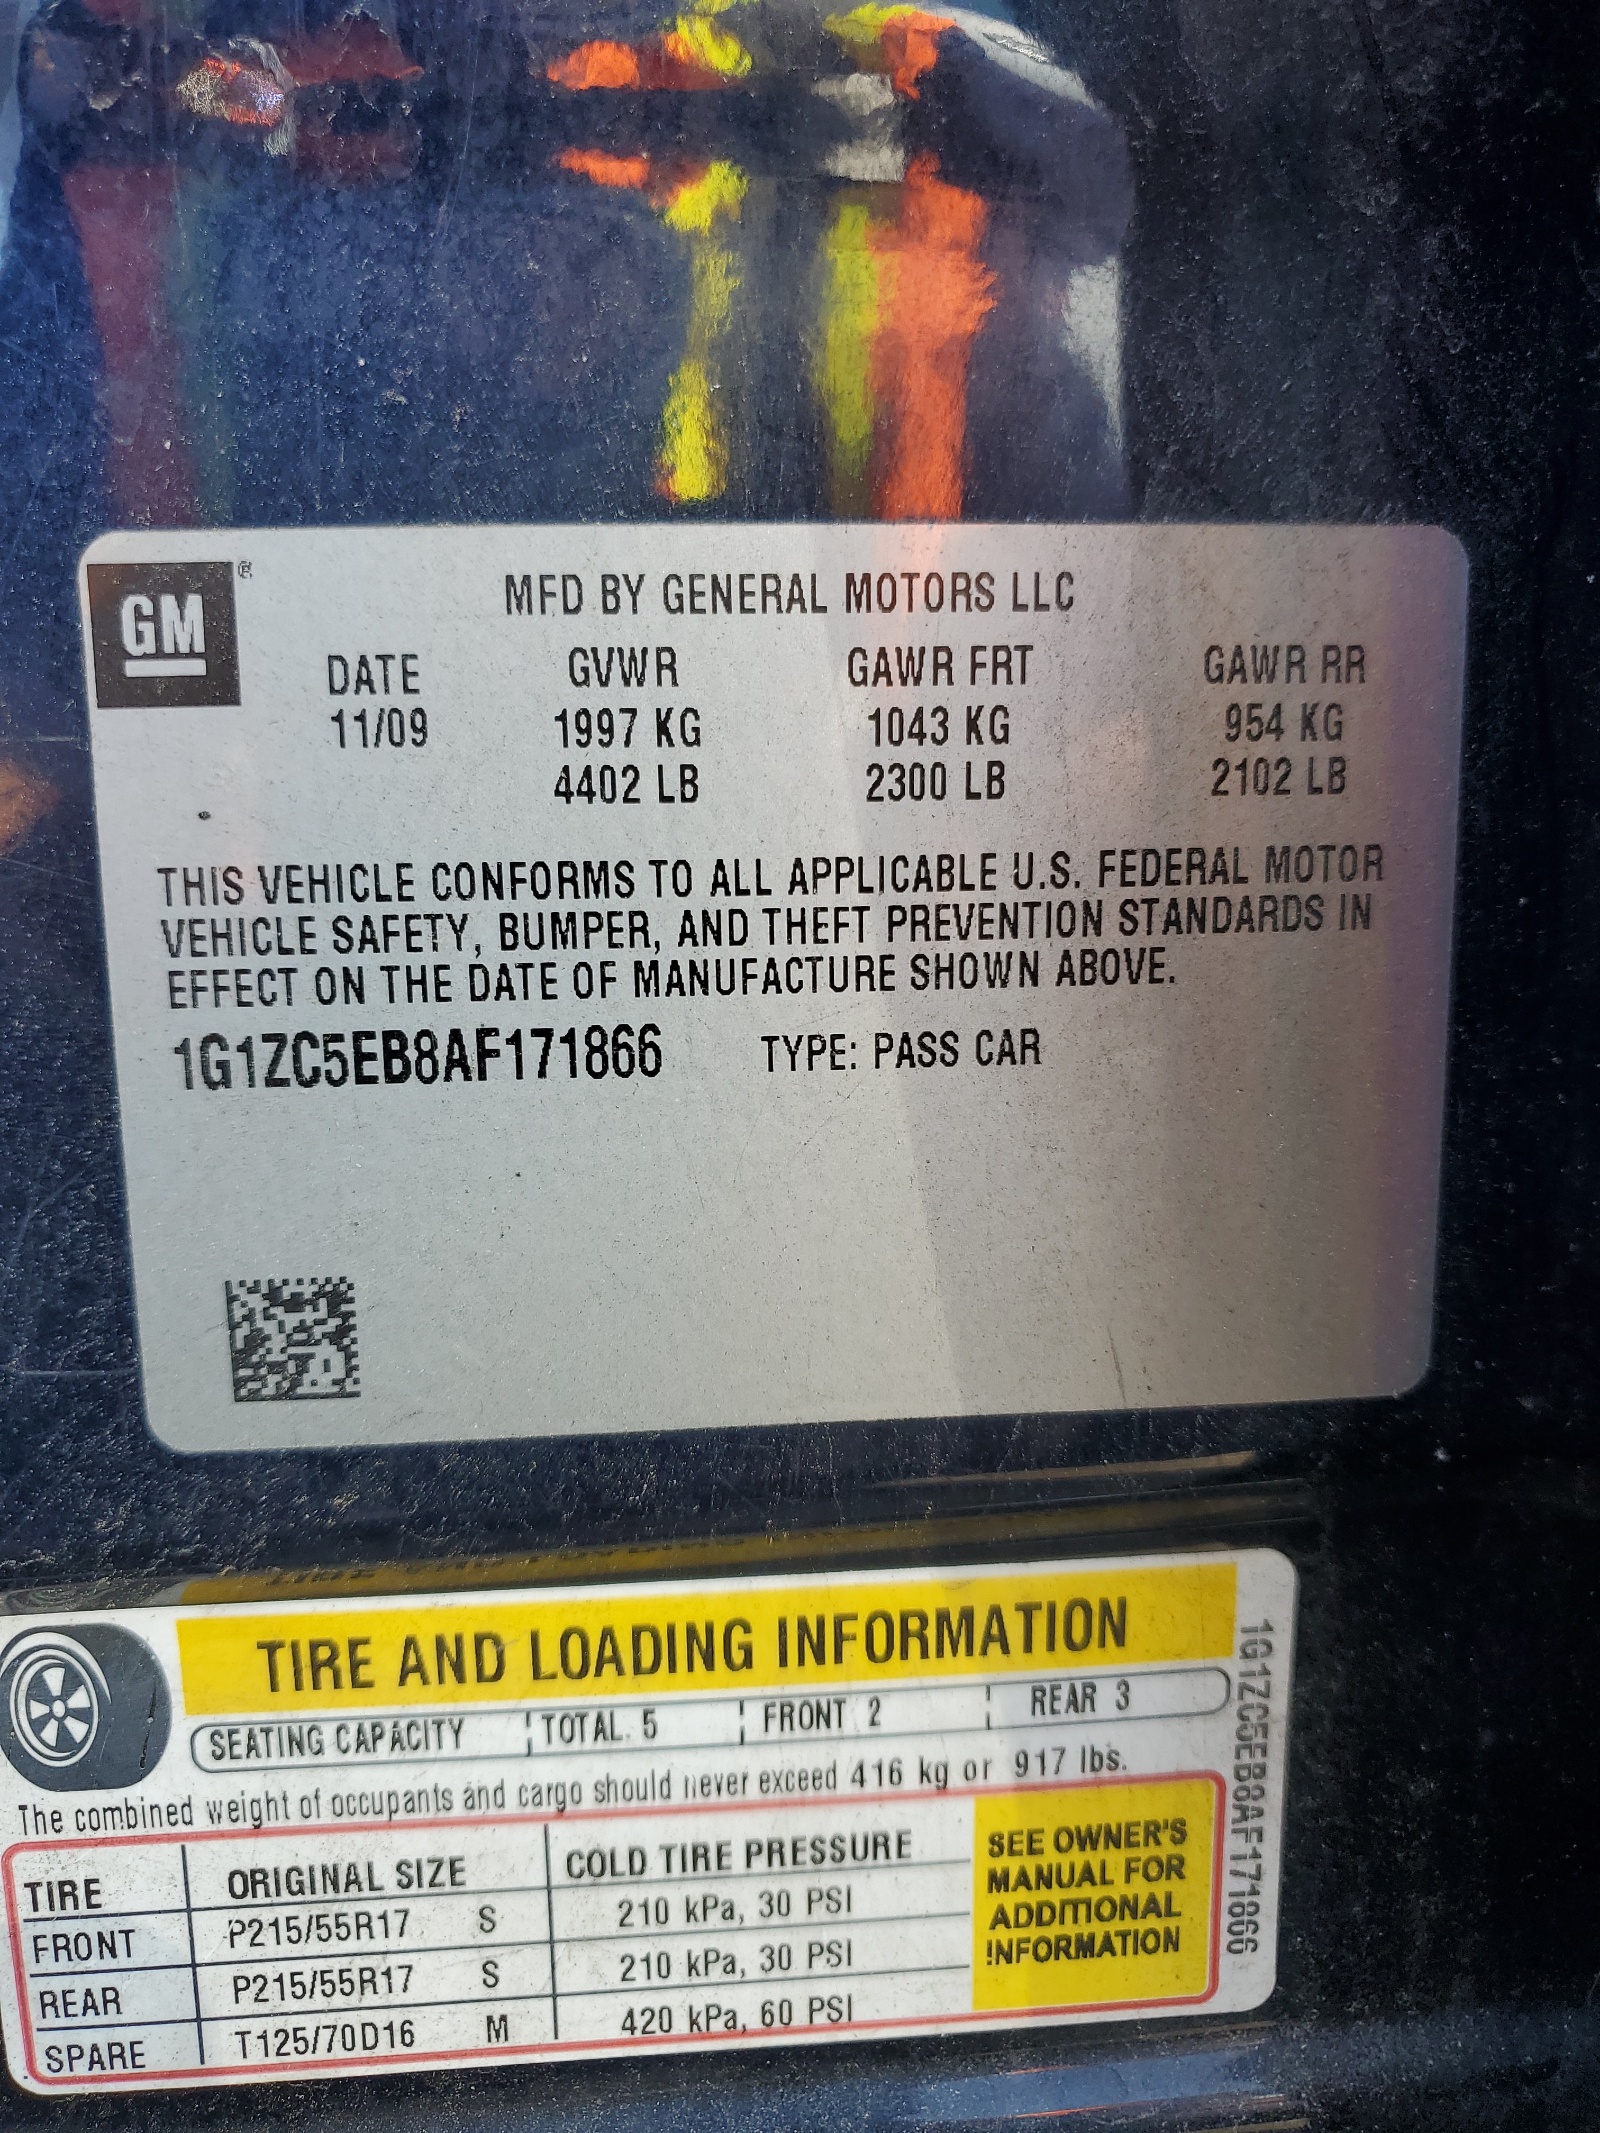 GM®
MFD BY GENERAL MOTORS LLC
DATE GVWR GAWR FRT GAWR RR
11/09 1997 KG 1043 KG 954 KG
4402 LB 2300 LB 2102 LB
THIS VEHICLE CONFORMS TO ALL APPLICABLE U.S. FEDERAL MOTOR
VEHICLE SAFETY, BUMPER, AND THEFT PREVENTION STANDARDS IN
EFFECT ON THE DATE OF MANUFACTURE SHOWN ABOVE.
1G1ZC5EB8AF171866 TYPE: PASS CAR
TIRE AND LOADING INFORMATION
SEATING CAPACITY TOTAL 5 FRONT 2 REAR 3
The combined weight of occupants and cargo should never exceed 416 kg or 917 lbs.
TIRE ORIGINAL SIZE COLD TIRE PRESSURE
FRONT P215/55R17 S 210 kPa, 30 PSI
REAR P215/55R17 S 210 kPa, 30 PSI
SPARE T125/70D16 M 420 kPa, 60 PSI
SEE OWNER'S
MANUAL FOR
ADDITIONAL
INFORMATION
1G1ZC5EB8AF171866